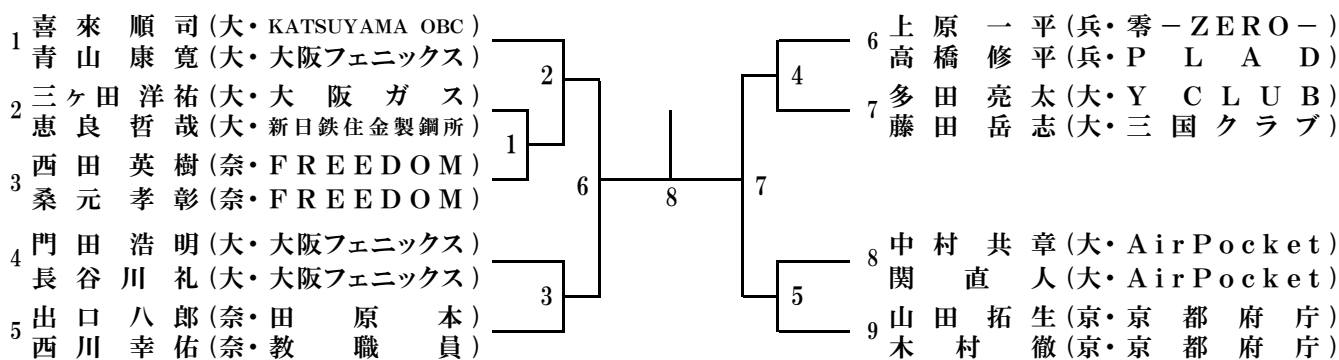 1
喜來順司(大・KATSUYAMA OBC)
青山康寛(大・大阪フェニックス)
2
三ヶ田洋祐(大・大阪ガス)
恵良哲哉(大・新日鉄住金製鋼所)
3
西田英樹(奈・FREEDOM)
桑元孝彰(奈・FREEDOM)
4
門田浩明(大・大阪フェニックス)
長谷川礼(大・大阪フェニックス)
5
出口八郎(奈・田原本)
西川幸佑(奈・教職員)
2
1
6
3
8
7
4
5
6
上原一平(兵・零－ZERO－)
高橋修平(兵・PLAD)
7
多田亮太(大・Y CLUB)
藤田岳志(大・三国クラブ)
8
中村共章(大・AirPocket)
関直人(大・AirPocket)
9
山田拓生(京・京都府庁)
木村徹(京・京都府庁)